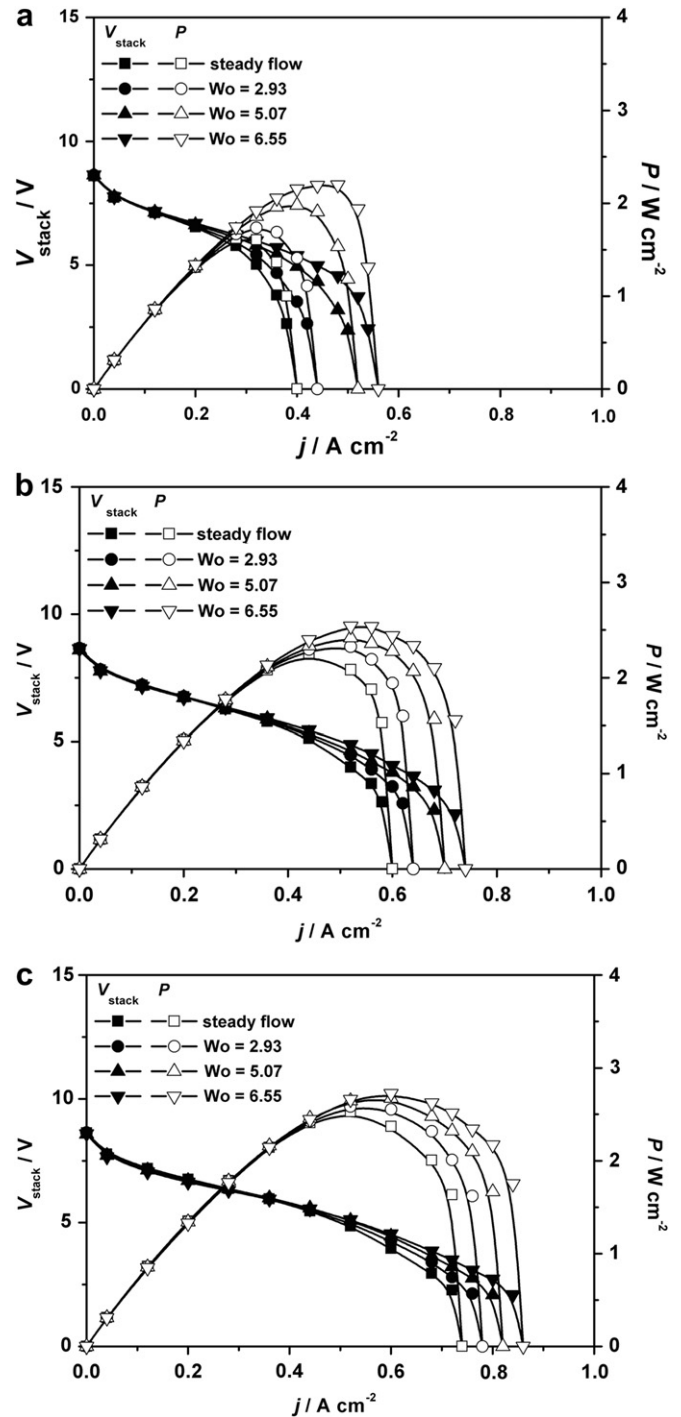 a
V stack P
steady flow
Wo = 2.93
Wo = 5.07
Wo = 6.55
15
10
5
0
V stack / V
4
3
2
1
0
P / W cm-2
0.0 0.2 0.4 0.6 0.8 1.0
j / A cm-2
b
V stack P
steady flow
Wo = 2.93
Wo = 5.07
Wo = 6.55
15
10
5
0
V stack / V
4
3
2
1
0
P / W cm-2
0.0 0.2 0.4 0.6 0.8 1.0
j / A cm-2
c
V stack P
steady flow
Wo = 2.93
Wo = 5.07
Wo = 6.55
15
10
5
0
V stack / V
4
3
2
1
0
P / W cm-2
0.0 0.2 0.4 0.6 0.8 1.0
j / A cm-2